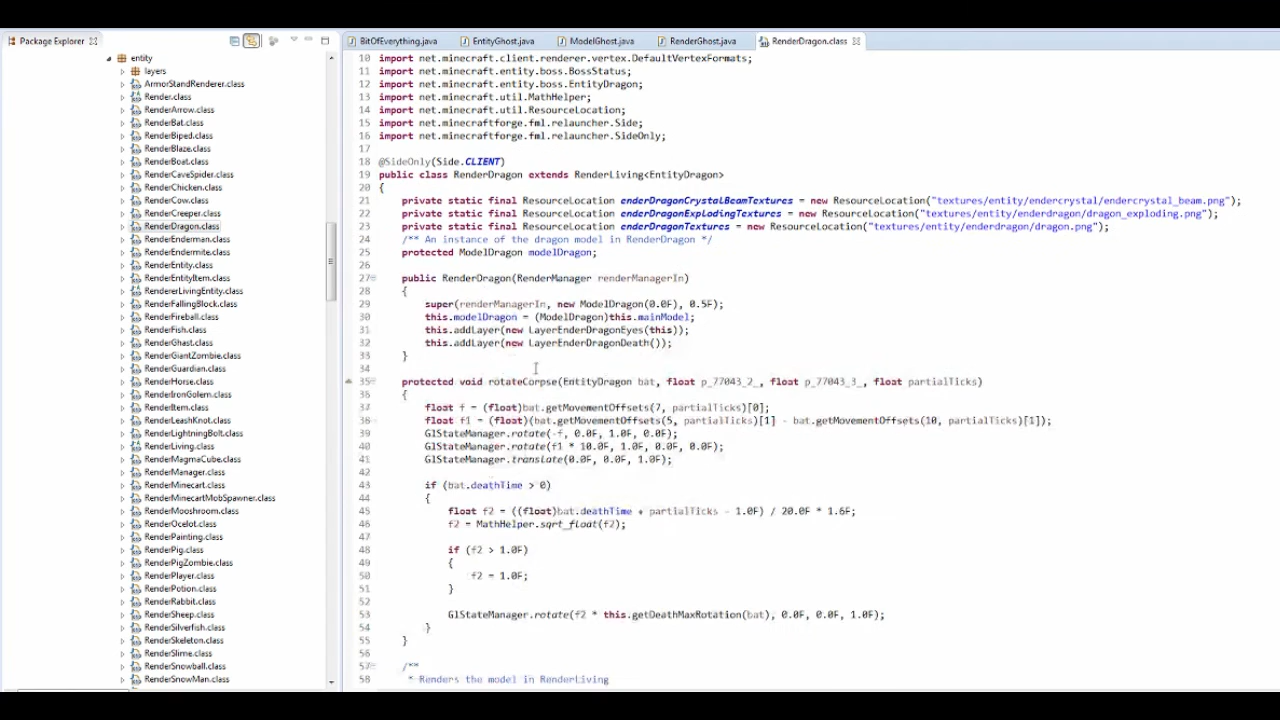 Package Explorer
entity
layers
ArmorStandRenderer.class
Render.class
RenderArrow.class
RenderBat.class
RenderBiped.class
RenderBlaze.class
RenderBoat.class
RenderCaveSpider.class
RenderChicken.class
RenderCow.class
RenderCreeper.class
RenderDragon.class
RenderEnderman.class
RenderEndermite.class
RenderEntity.class
RenderEntityItem.class
RendererLivingEntity.class
RenderFallingBlock.class
RenderFireball.class
RenderFish.class
RenderGhast.class
RenderGiantZombie.class
RenderGuardian.class
RenderHorse.class
RenderIronGolem.class
RenderItem.class
RenderLeashKnot.class
RenderLightningBolt.class
RenderLiving.class
RenderMagmaCube.class
RenderManager.class
RenderMinecart.class
RenderMinecartMobSpawner.class
RenderMooshroom.class
RenderOcelot.class
RenderPainting.class
RenderPig.class
RenderPigZombie.class
RenderPlayer.class
RenderPotion.class
RenderRabbit.class
RenderSheep.class
RenderSilverfish.class
RenderSkeleton.class
RenderSlime.class
RenderSnowball.class
RenderSnowMan.class
BitOfEverything.java EntityGhost.java ModelGhost.java RenderGhost.java RenderDragon.class
10 import net.minecraft.client.renderer.vertex.DefaultVertexFormats;
11 import net.minecraft.entity.boss.BossStatus;
12 import net.minecraft.entity.boss.EntityDragon;
13 import net.minecraft.util.MathHelper;
14 import net.minecraft.util.ResourceLocation;
15 import net.minecraftforge.fml.relauncher.Side;
16 import net.minecraftforge.fml.relauncher.SideOnly;
17
18 @SideOnly(Side.CLIENT)
19 public class RenderDragon extends RenderLiving<EntityDragon>
20 {
21 private static final ResourceLocation enderDragonCrystalBeamTextures = new ResourceLocation("textures/entity/endercrystal/endercrystal_beam.png");
22 private static final ResourceLocation enderDragonExplodingTextures = new ResourceLocation("textures/entity/enderdragon/dragon_exploding.png");
23 private static final ResourceLocation enderDragonTextures = new ResourceLocation("textures/entity/enderdragon/dragon.png");
24 /** An instance of the dragon model in RenderDragon */
25 protected ModelDragon modelDragon;
26
27 public RenderDragon(RenderManager renderManagerIn)
28 {
29 super(renderManagerIn, new ModelDragon(0.0F), 0.5F);
30 this.modelDragon = (ModelDragon)this.mainModel;
31 this.addLayer(new LayerEnderDragonEyes(this));
32 this.addLayer(new LayerEnderDragonDeath());
33 }
34
35 protected void rotateCorpse(EntityDragon bat, float p_77043_2_, float p_77043_3_, float partialTicks)
36 {
37 float f = (float)bat.getMovementOffsets(7, partialTicks)[0];
38 float f1 = (float)(bat.getMovementOffsets(5, partialTicks)[1] - bat.getMovementOffsets(10, partialTicks)[1]);
39 GlStateManager.rotate(-f, 0.0F, 1.0F, 0.0F);
40 GlStateManager.rotate(f1 * 10.0F, 1.0F, 0.0F, 0.0F);
41 GlStateManager.translate(0.0F, 0.0F, 1.0F);
42
43 if (bat.deathTime > 0)
44 {
45 float f2 = ((float)bat.deathTime + partialTicks - 1.0F) / 20.0F * 1.6F;
46 f2 = MathHelper.sqrt_float(f2);
47
48 if (f2 > 1.0F)
49 {
50 f2 = 1.0F;
51 }
52
53 GlStateManager.rotate(f2 * this.getDeathMaxRotation(bat), 0.0F, 0.0F, 1.0F);
54 }
55 }
56
57 /**
58 * Renders the model in RenderLiving